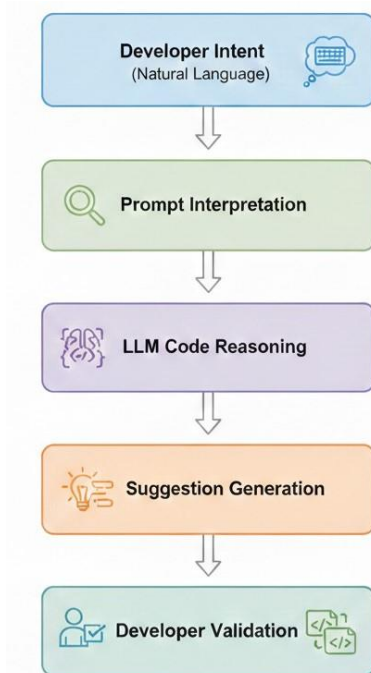 Developer Intent
(Natural Language)
Prompt Interpretation
LLM Code Reasoning
Suggestion Generation
Developer Validation